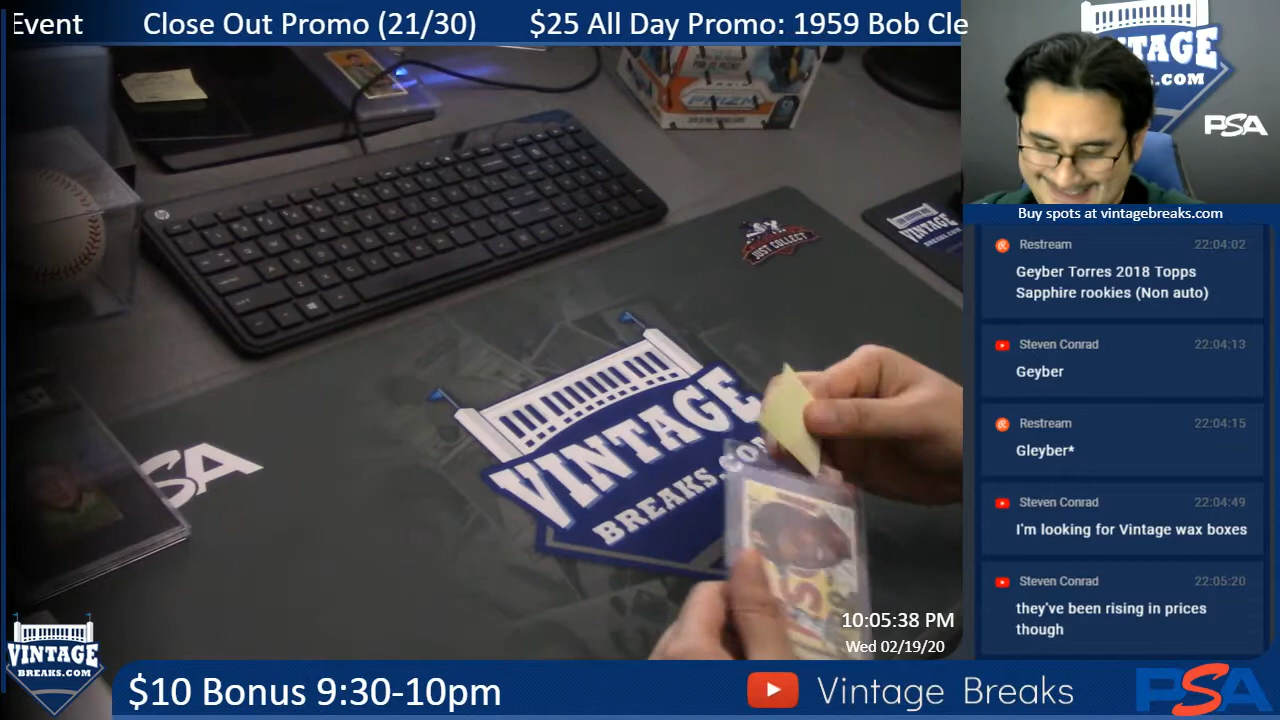 Event Close Out Promo (21/30) $25 All Day Promo: 1959 Bob Cle
VINTAGE
.COM
PSA
Buy spots at vintagebreaks.com
Restream 22:04:02
Geyber Torres 2018 Topps
Sapphire rookies (Non auto)
Steven Conrad 22:04:13
Geyber
Restream 22:04:15
Gleyber*
Steven Conrad 22:04:49
I'm looking for Vintage wax boxes
Steven Conrad 22:05:20
they've been rising in prices
though
PRIZM
hp
JUST COLLECT
VINTAGE
BREAKS.COM
VINTAGE
BREAKS.COM
PSA
10:05:38 PM
Wed 02/19/20
VINTAGE
BREAKS.COM
$10 Bonus 9:30-10pm
Vintage Breaks
PSA